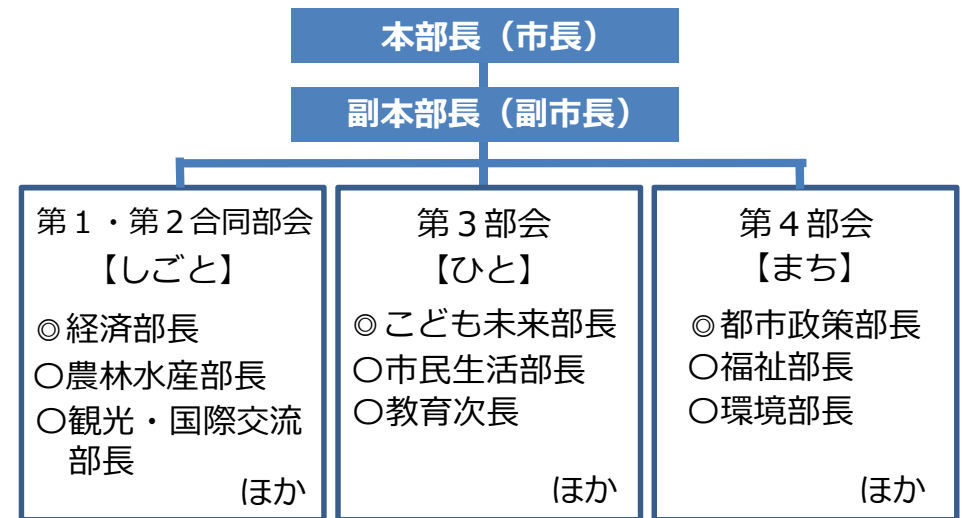 本部長（市長）
副本部長（副市長）
第１・第２合同部会
【しごと】
◎経済部長
〇農林水産部長
〇観光・国際交流
部長
ほか
第３部会
【ひと】
◎こども未来部長
〇市民生活部長
〇教育次長
ほか
第４部会
【まち】
◎都市政策部長
〇福祉部長
〇環境部長
ほか